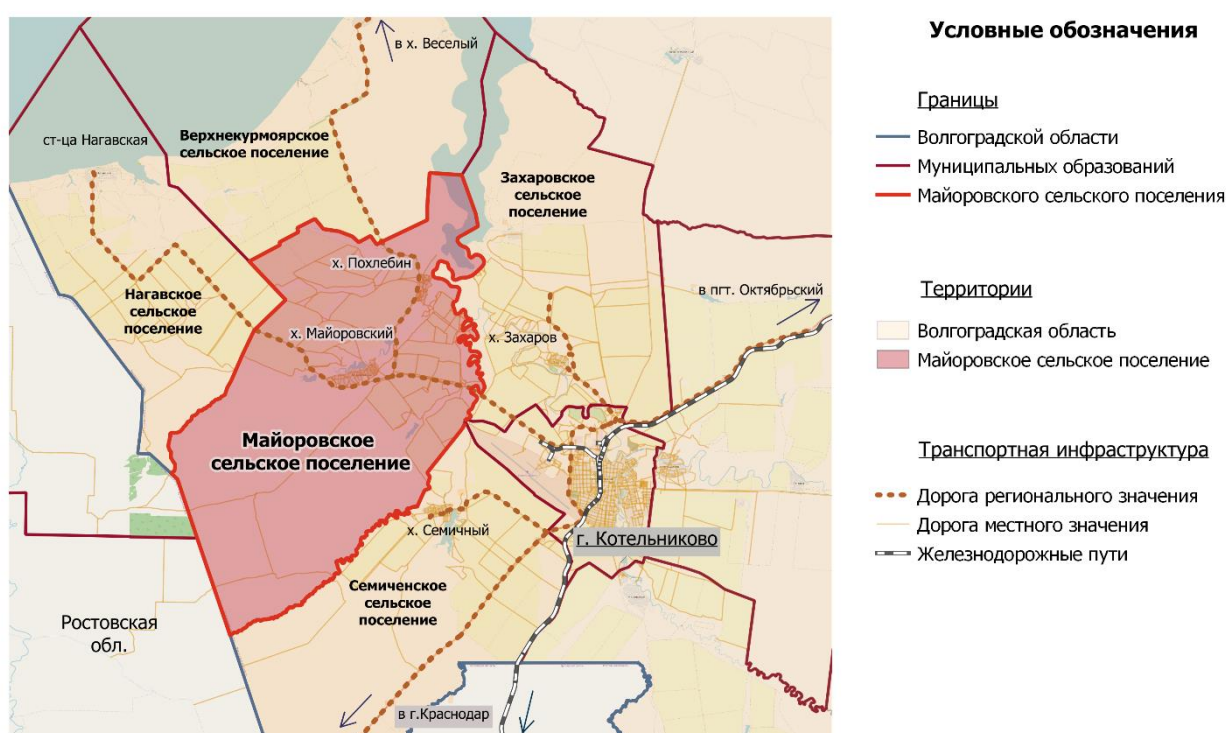 в х. Веселый
ст-ца Нагавская
Верхнекурмоярское
сельское поселение
Захаровское
сельское
поселение
х. Похлебин
в пгт. Октябрьский
Нагавское
сельское
поселение
х. Майоровский
х. Захаров
Майоровское
сельское поселение
х. Семичный
г. Котельниково
Семиченское
сельское
поселение
Ростовская
обл.
в г.Краснодар
Условные обозначения
Границы
Волгоградской области
Муниципальных образований
Майоровского сельского поселения
Территории
Волгоградская область
Майоровское сельское поселение
Транспортная инфраструктура
Дорога регионального значения
Дорога местного значения
Железнодорожные пути